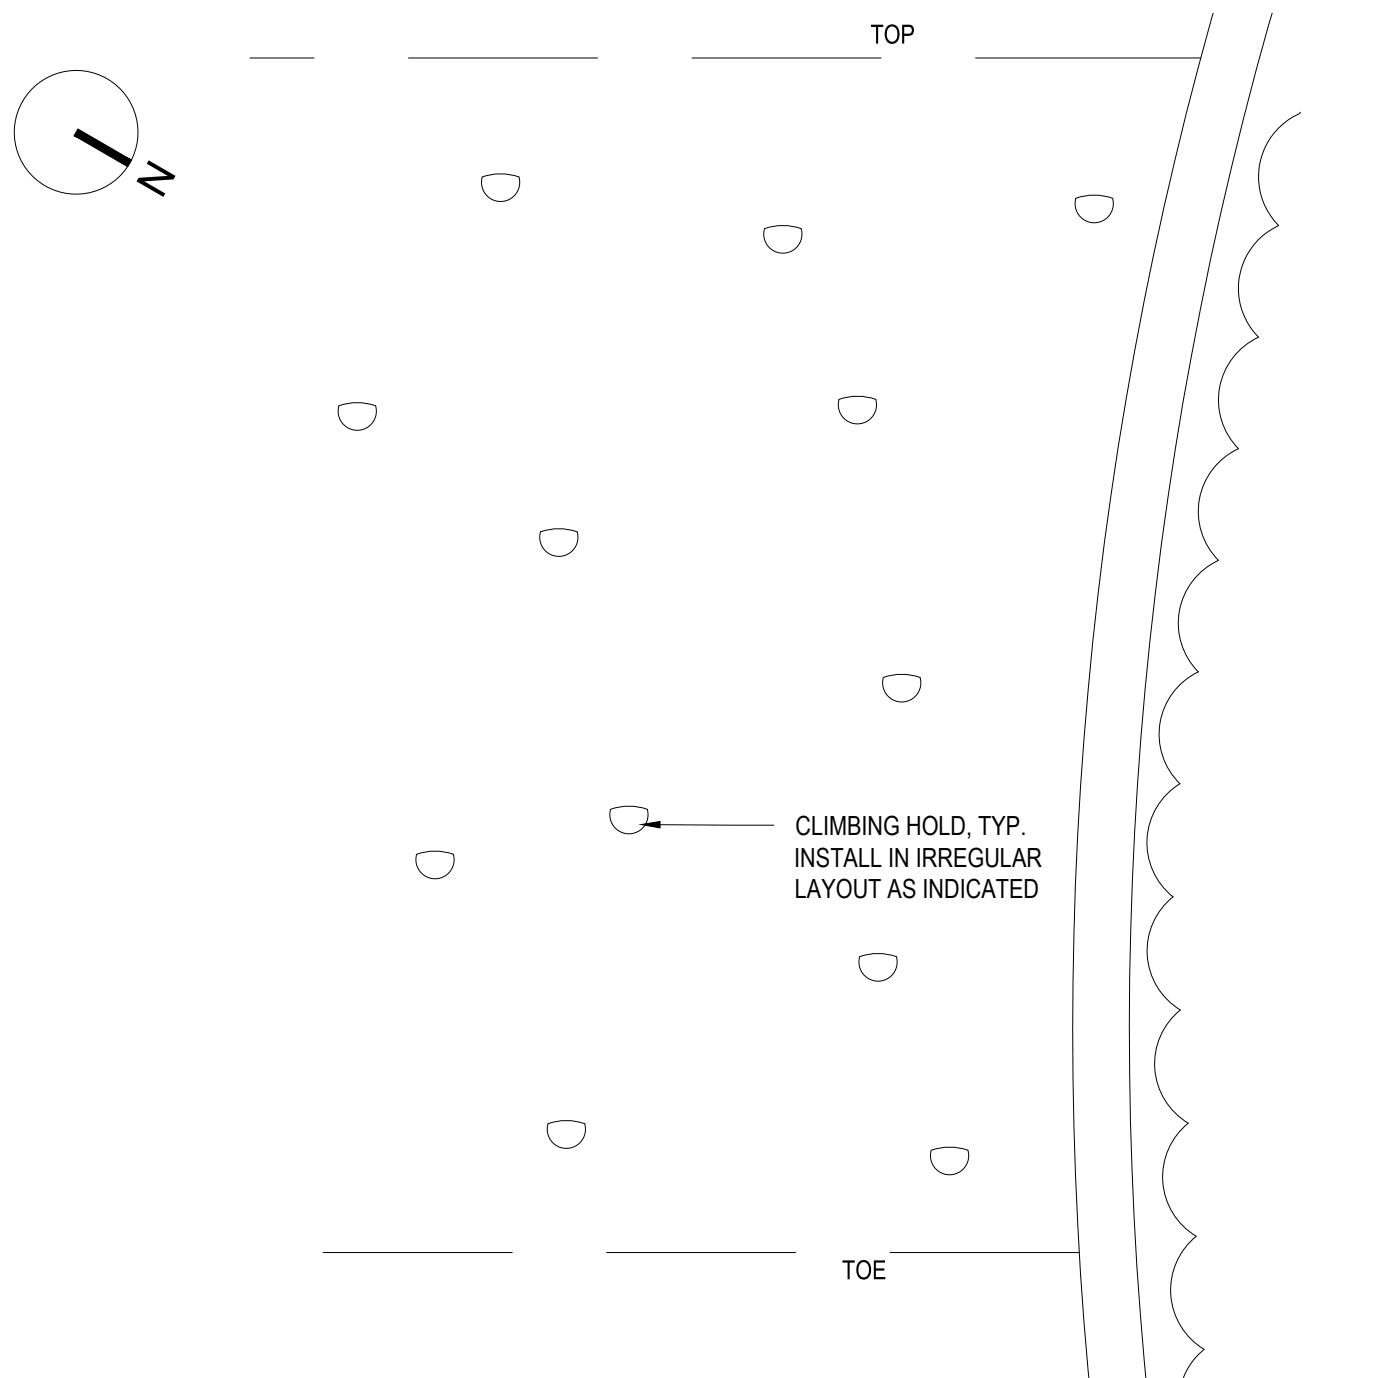 TOP
N
CLIMBING HOLD, TYP.
INSTALL IN IRREGULAR
LAYOUT AS INDICATED
TOE